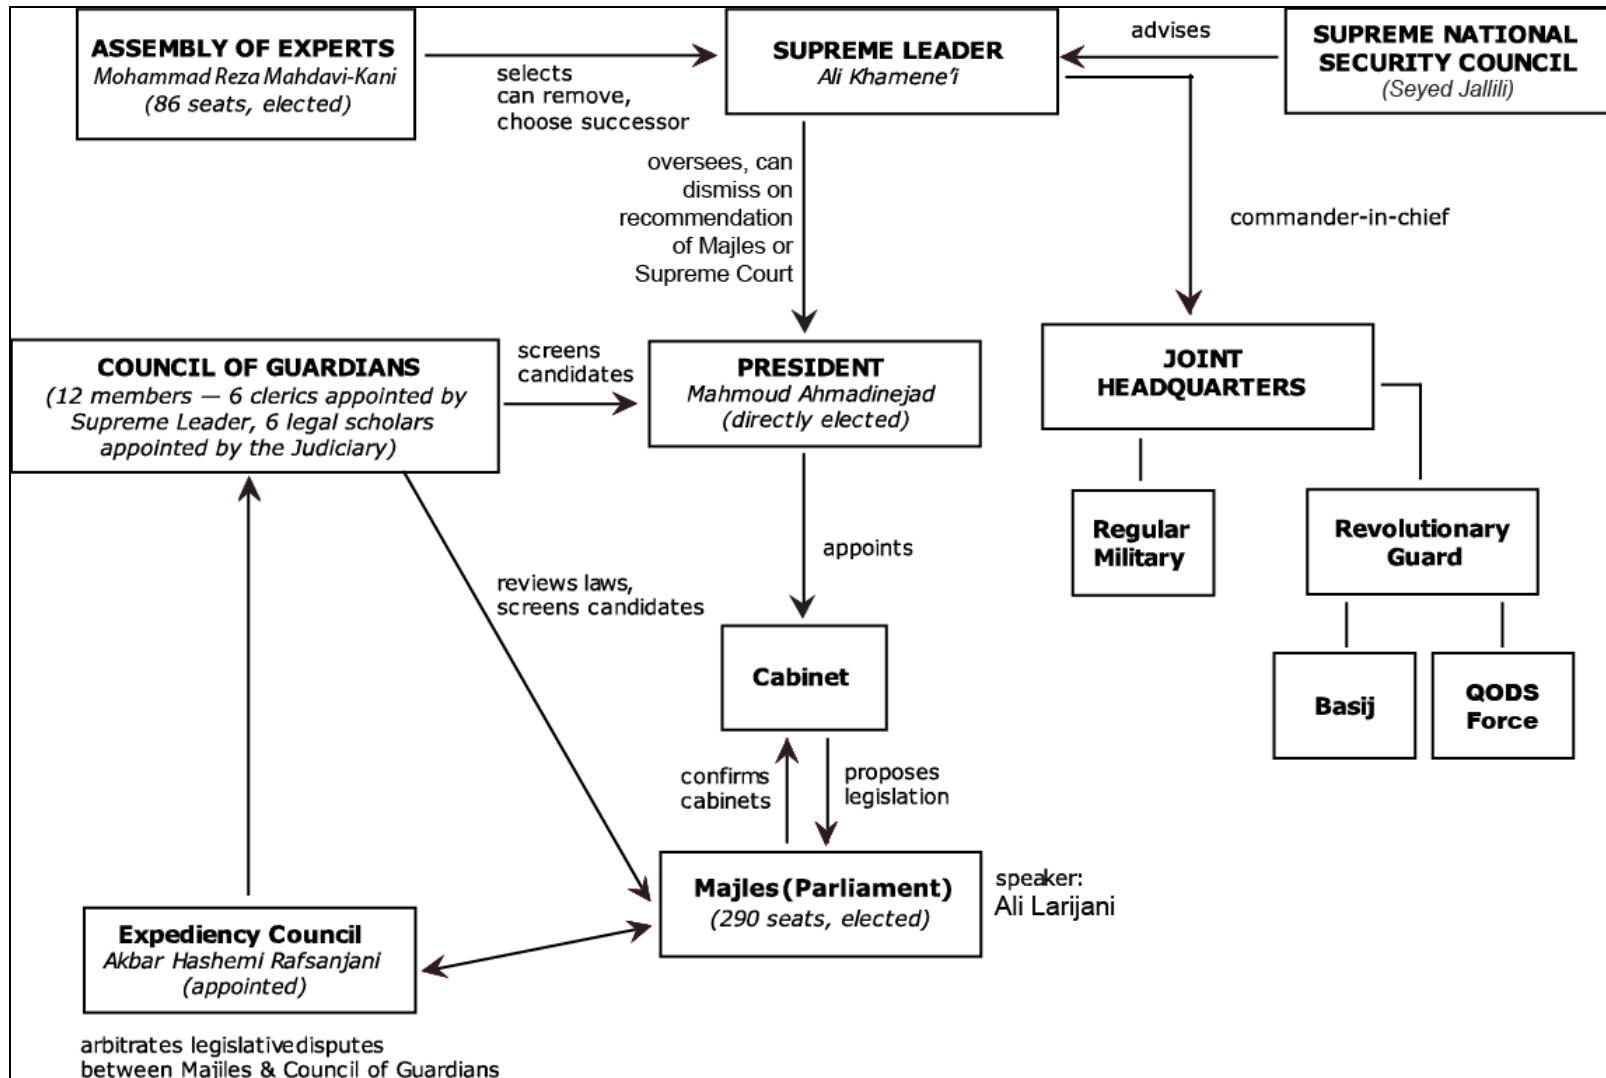 ASSEMBLY OF EXPERTS
Mohammad Reza Mahdavi-Kani
(86 seats, elected)
selects
can remove,
choose successor
SUPREME LEADER
Ali Khamene'i
advises
SUPREME NATIONAL
SECURITY COUNCIL
(Seyed Jallili)
oversees, can
dismiss on
recommendation
of Majles or
Supreme Court
commander-in-chief
COUNCIL OF GUARDIANS
(12 members — 6 clerics appointed by
Supreme Leader, 6 legal scholars
appointed by the Judiciary)
screens
candidates
PRESIDENT
Mahmoud Ahmadinejad
(directly elected)
JOINT
HEADQUARTERS
Regular
Military
Revolutionary
Guard
appoints
reviews laws,
screens candidates
Cabinet
Basij
QODS
Force
confirms
cabinets
proposes
legislation
Majles (Parliament)
(290 seats, elected)
speaker:
Ali Larijani
Expediency Council
Akbar Hashemi Rafsanjani
(appointed)
arbitrates legislativedisputes
between Majiles & Council of Guardians